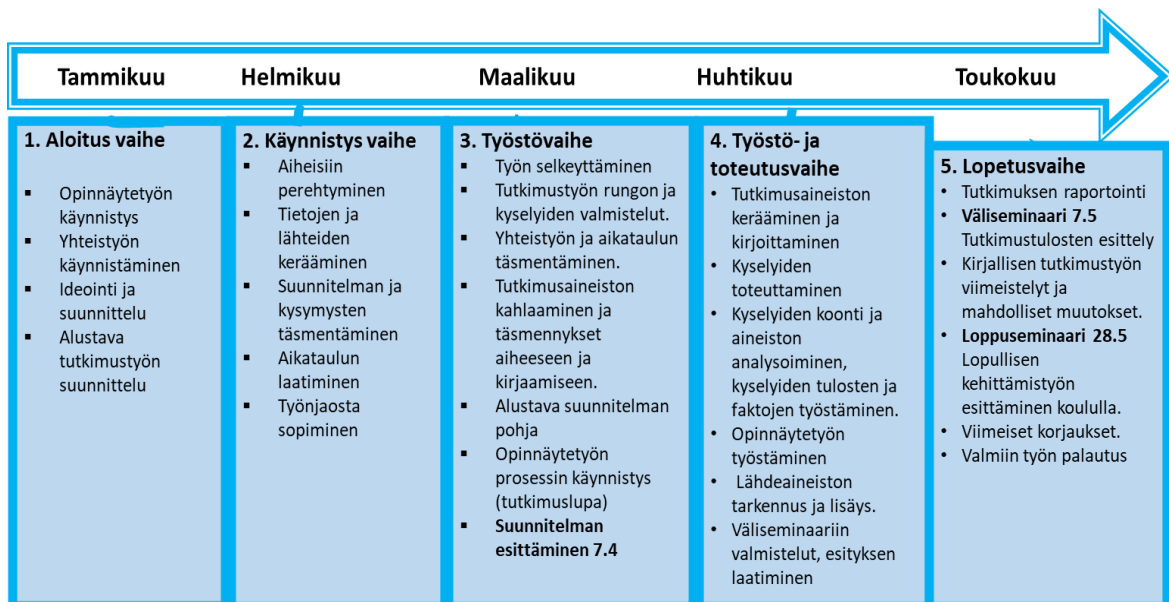 Tammikuu
Helmikuu
Maalikuu
Huhtikuu
Toukokuu
1. Aloitus vaihe
▪ Opinnäytetyön
käynnistys
▪ Yhteistyön
käynnistäminen
▪ Ideointi ja
suunnittelu
▪ Alustava
tutkimustyön
suunnittelu
2. Käynnistys vaihe
▪ Aiheisiin
perehtyminen
▪ Tietojen ja
lähteiden
kerääminen
▪ Suunnitelman ja
kysymysten
täsmentäminen
▪ Aikataulun
laatiminen
▪ Työnjaosta
sopiminen
3. Työstövaihe
▪ Työn selkeyttäminen
▪ Tutkimustyön rungon ja
kyselyiden valmistelut.
▪ Yhteistyön ja aikataulun
täsmentäminen.
▪ Tutkimusaineiston
kahlaaminen ja
täsmennykset
aiheeseen ja
kirjaamiseen.
▪ Alustava suunnitelman
pohja
▪ Opinnäytetyön
prosessin käynnistys
(tutkimuslupa)
▪ Suunnitelman
esittäminen 7.4
4. Työstö- ja
toteutusvaihe
• Tutkimusaineiston
kerääminen ja
kirjoittaminen
• Kyselyiden
toteuttaminen
• Kyselyiden koonti ja
aineiston
analysoiminen,
kyselyiden tulosten ja
faktojen työstäminen.
• Opinnäytetyön
työstäminen
• Lähdeaineiston
tarkennus ja lisäys.
• Väliseminaariin
valmistelut, esityksen
laatiminen
5. Lopetusvaihe
• Tutkimuksen raportointi
• Väliseminaari 7.5
Tutkimustulosten esittely
• Kirjallisen tutkimustyön
viimeistelyt ja
mahdolliset muutokset.
• Loppuseminaari 28.5
Lopullisen
kehittämistyön
esittäminen koululla.
• Viimeiset korjaukset.
• Valmiin työn palautus